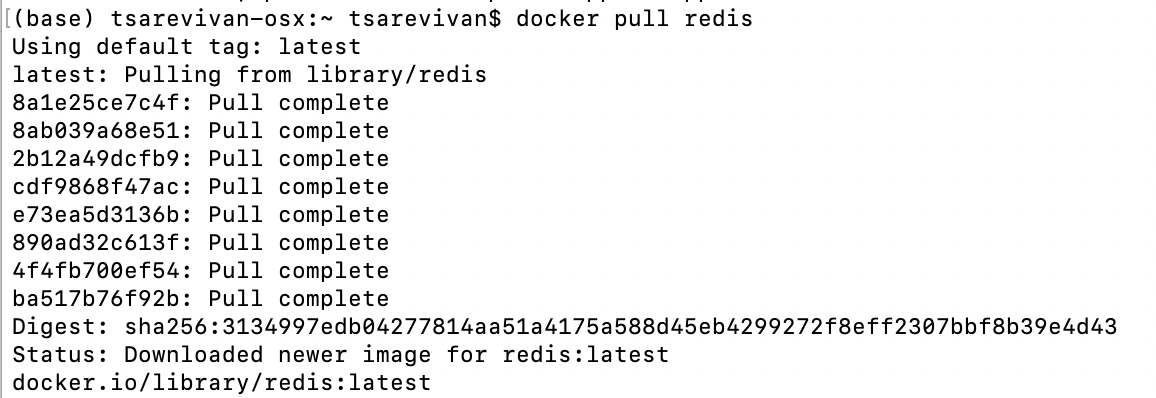 [(base) tsarevivan-osx:~ tsarevivan$ docker pull redis
Using default tag: latest
latest: Pulling from library/redis
8a1e25ce7c4f: Pull complete
8ab039a68e51: Pull complete
2b12a49dcfb9: Pull complete
cdf9868f47ac: Pull complete
e73ea5d3136b: Pull complete
890ad32c613f: Pull complete
4f4fb700ef54: Pull complete
ba517b76f92b: Pull complete
Digest: sha256:3134997edb04277814aa51a4175a588d45eb4299272f8eff2307bbf8b39e4d43
Status: Downloaded newer image for redis:latest
docker.io/library/redis:latest